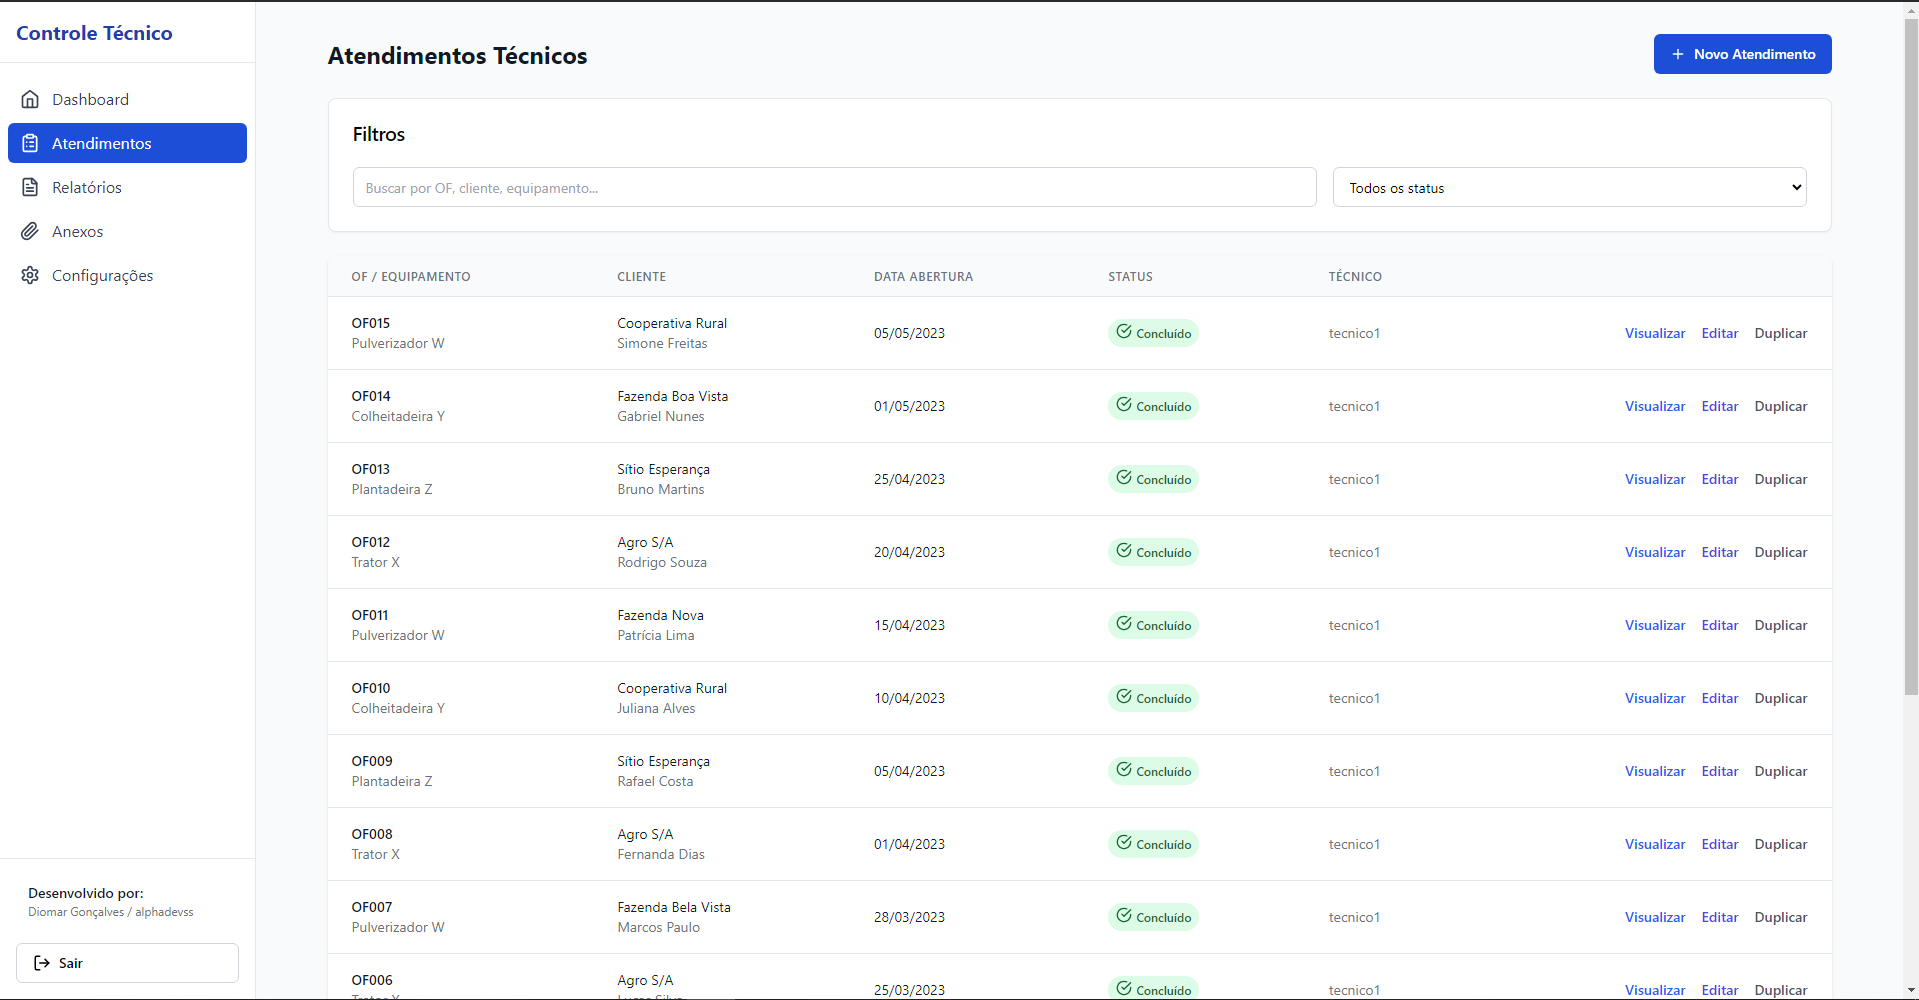 Controle Técnico
Dashboard
Atendimentos
Relatórios
Anexos
Configurações
Desenvolvido por:
Diomar Gonçalves / alphadevss
Sair
Atendimentos Técnicos
+ Novo Atendimento
Filtros
Buscar por OF, cliente, equipamento...
Todos os status
OF / EQUIPAMENTO CLIENTE DATA ABERTURA STATUS TÉCNICO
OF015 Cooperativa Rural
Pulverizador W Simone Freitas
05/05/2023 Concluído tecnico1 Visualizar Editar Duplicar
OF014 Fazenda Boa Vista
Colheitadeira Y Gabriel Nunes
01/05/2023 Concluído tecnico1 Visualizar Editar Duplicar
OF013 Sítio Esperança
Plantadeira Z Bruno Martins
25/04/2023 Concluído tecnico1 Visualizar Editar Duplicar
OF012 Agro S/A
Trator X Rodrigo Souza
20/04/2023 Concluído tecnico1 Visualizar Editar Duplicar
OF011 Fazenda Nova
Pulverizador W Patrícia Lima
15/04/2023 Concluído tecnico1 Visualizar Editar Duplicar
OF010 Cooperativa Rural
Colheitadeira Y Juliana Alves
10/04/2023 Concluído tecnico1 Visualizar Editar Duplicar
OF009 Sítio Esperança
Plantadeira Z Rafael Costa
05/04/2023 Concluído tecnico1 Visualizar Editar Duplicar
OF008 Agro S/A
Trator X Fernanda Dias
01/04/2023 Concluído tecnico1 Visualizar Editar Duplicar
OF007 Fazenda Bela Vista
Pulverizador W Marcos Paulo
28/03/2023 Concluído tecnico1 Visualizar Editar Duplicar
OF006 Agro S/A
25/03/2023 Concluído tecnico1 Visualizar Editar Duplicar